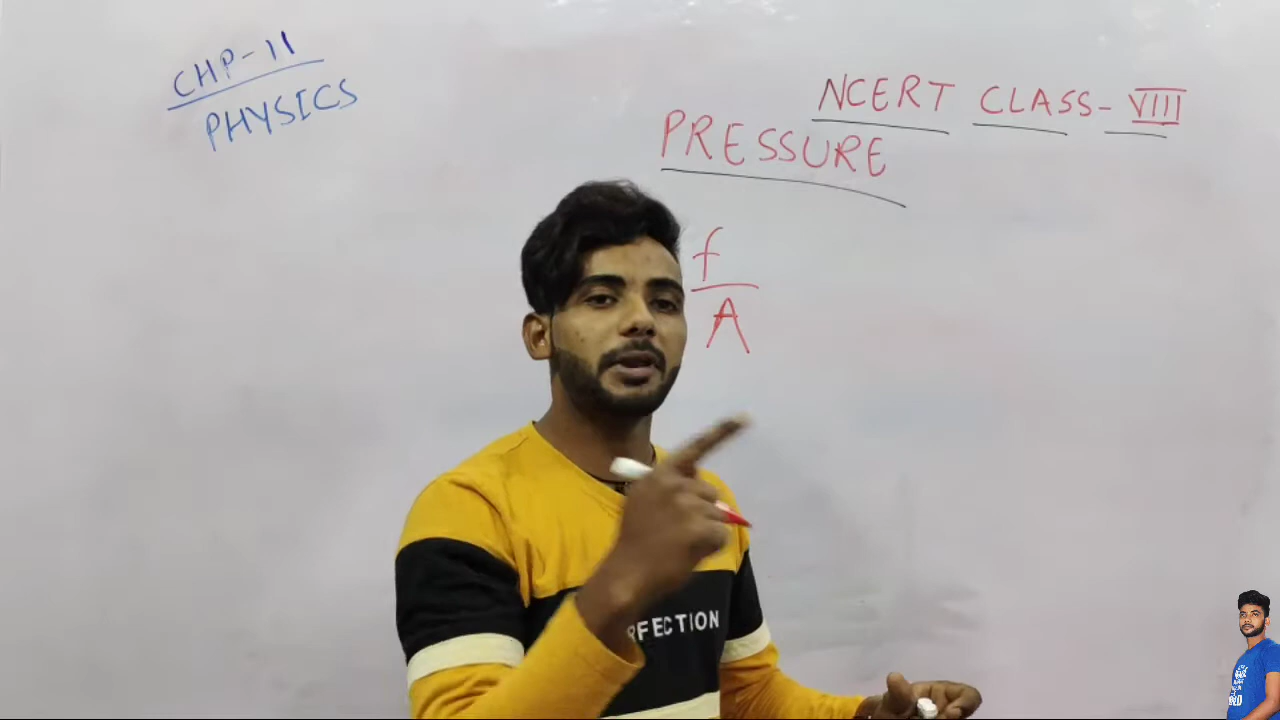 CHP-11
PHYSICS
NCERT CLASS-VIII
PRESSURE
f
A
RFECTION